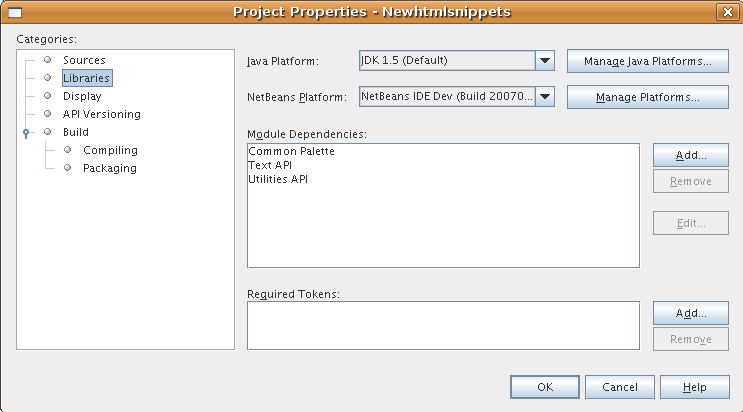 Project Properties - Newhtmlsnippets
Categories:
Sources
Libraries
Display
API Versioning
Build
Compiling
Packaging
Java Platform:
JDK 1.5 (Default)
Manage Java Platforms...
NetBeans Platform:
NetBeans IDE Dev (Build 20070...
Manage Platforms...
Module Dependencies:
Common Palette
Text API
Utilities API
Add...
Remove
Edit...
Required Tokens:
Add...
Remove
OK
Cancel
Help